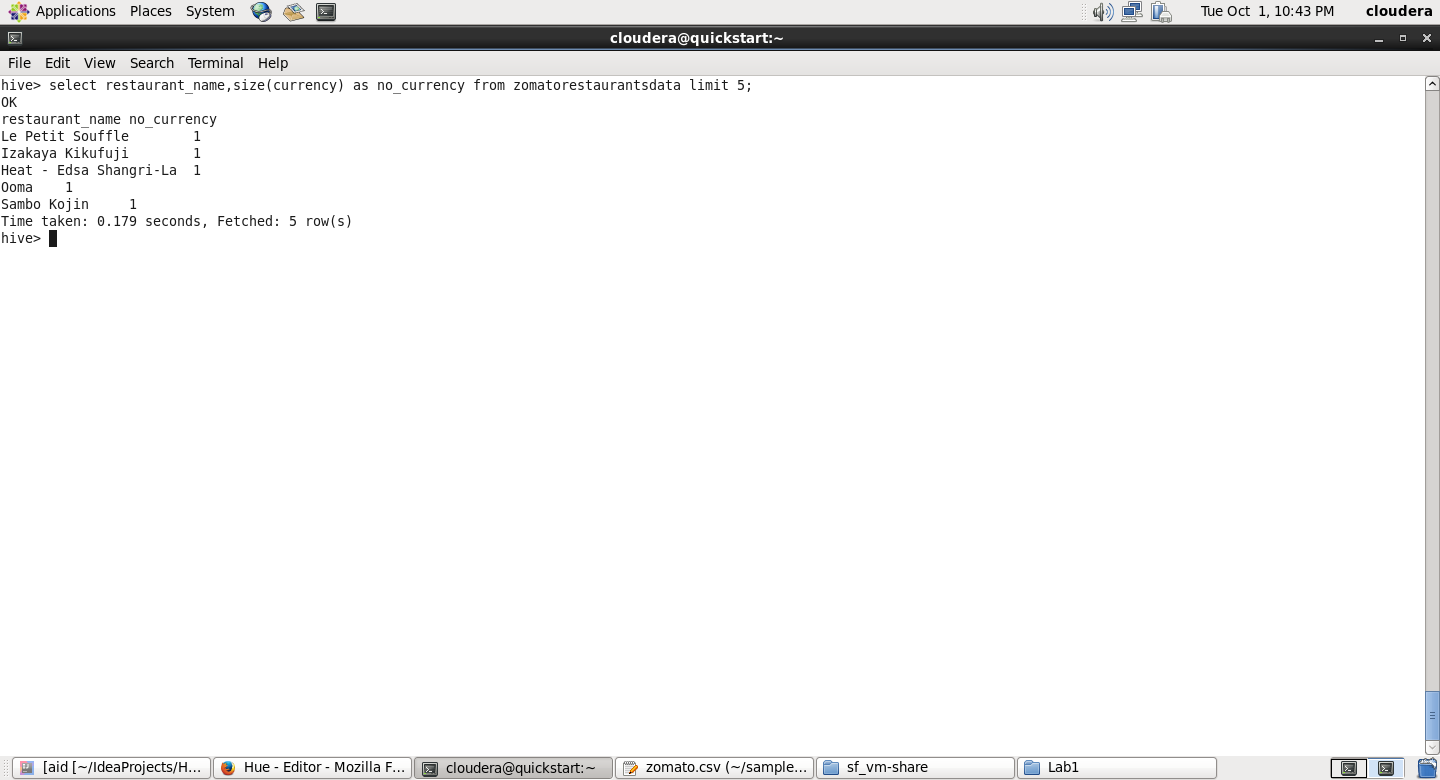 Applications Places System Tue Oct 1, 10:43 PM cloudera
cloudera@quickstart:~
File Edit View Search Terminal Help
hive> select restaurant_name,size(currency) as no_currency from zomatorestaurantsdata limit 5;
OK
restaurant_name no_currency
Le Petit Souffle 1
Izakaya Kikufuji 1
Heat - Edsa Shangri-La 1
Ooma 1
Sambo Kojin 1
Time taken: 0.179 seconds, Fetched: 5 row(s)
hive>
[aid [~/IdeaProjects/H... Hue - Editor - Mozilla F... cloudera@quickstart:~ zomato.csv (~/sample... sf_vm-share Lab1